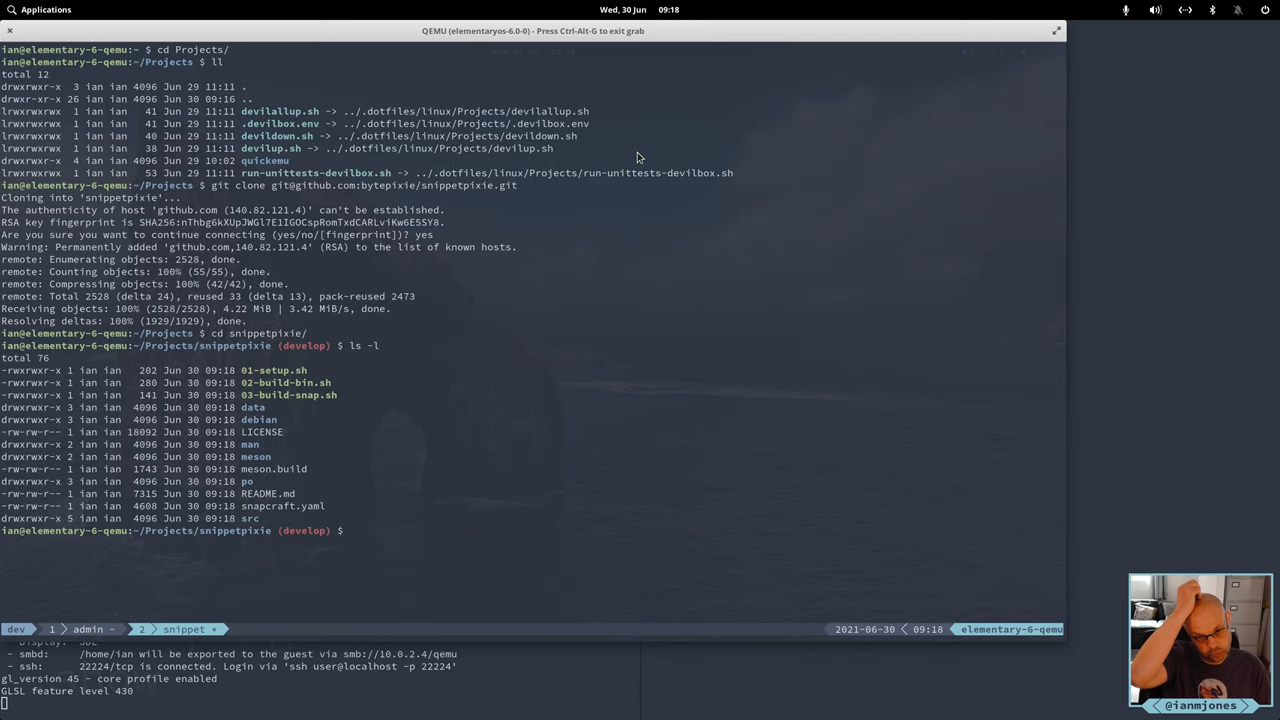 Applications
Wed, 30 Jun 09:18
QEMU (elementaryos-6.0-0) - Press Ctrl-Alt-G to exit grab
ian@elementary-6-qemu:~ $ cd Projects/
ian@elementary-6-qemu:~/Projects $ ll
total 12
drwxrwxr-x 3 ian ian 4096 Jun 29 11:11 .
drwxr-xr-x 26 ian ian 4096 Jun 30 09:16 ..
lrwxrwxrwx 1 ian ian 41 Jun 29 11:11 devilallup.sh -> ../.dotfiles/linux/Projects/devilallup.sh
lrwxrwxrwx 1 ian ian 41 Jun 29 11:11 .devilbox.env -> ../.dotfiles/linux/Projects/.devilbox.env
lrwxrwxrwx 1 ian ian 40 Jun 29 11:11 devildown.sh -> ../.dotfiles/linux/Projects/devildown.sh
lrwxrwxrwx 1 ian ian 38 Jun 29 11:11 devilup.sh -> ../.dotfiles/linux/Projects/devilup.sh
drwxrwxr-x 4 ian ian 4096 Jun 29 10:02 quickemu
lrwxrwxrwx 1 ian ian 53 Jun 29 11:11 run-unittests-devilbox.sh -> ../.dotfiles/linux/Projects/run-unittests-devilbox.sh
ian@elementary-6-qemu:~/Projects $ git clone git@github.com:bytepixie/snippetpixie.git
Cloning into 'snippetpixie'...
The authenticity of host 'github.com (140.82.121.4)' can't be established.
RSA key fingerprint is SHA256:nThbg6kXUpJWGl7E1IGOCspRomTxdCARLviKw6E5SY8.
Are you sure you want to continue connecting (yes/no/[fingerprint])? yes
Warning: Permanently added 'github.com,140.82.121.4' (RSA) to the list of known hosts.
remote: Enumerating objects: 2528, done.
remote: Counting objects: 100% (55/55), done.
remote: Compressing objects: 100% (42/42), done.
remote: Total 2528 (delta 24), reused 33 (delta 13), pack-reused 2473
Receiving objects: 100% (2528/2528), 4.22 MiB | 3.42 MiB/s, done.
Resolving deltas: 100% (1929/1929), done.
ian@elementary-6-qemu:~/Projects $ cd snippetpixie/
ian@elementary-6-qemu:~/Projects/snippetpixie (develop) $ ls -l
total 76
-rwxrwxr-x 1 ian ian 202 Jun 30 09:18 01-setup.sh
-rwxrwxr-x 1 ian ian 280 Jun 30 09:18 02-build-bin.sh
-rwxrwxr-x 1 ian ian 141 Jun 30 09:18 03-build-snap.sh
drwxrwxr-x 3 ian ian 4096 Jun 30 09:18 data
drwxrwxr-x 3 ian ian 4096 Jun 30 09:18 debian
-rw-rw-r-- 1 ian ian 18092 Jun 30 09:18 LICENSE
drwxrwxr-x 2 ian ian 4096 Jun 30 09:18 man
drwxrwxr-x 2 ian ian 4096 Jun 30 09:18 meson
-rw-rw-r-- 1 ian ian 1743 Jun 30 09:18 meson.build
drwxrwxr-x 3 ian ian 4096 Jun 30 09:18 po
-rw-rw-r-- 1 ian ian 7315 Jun 30 09:18 README.md
-rw-rw-r-- 1 ian ian 4608 Jun 30 09:18 snapcraft.yaml
drwxrwxr-x 5 ian ian 4096 Jun 30 09:18 src
ian@elementary-6-qemu:~/Projects/snippetpixie (develop) $
dev 1 admin - 2 snippet * 2021-06-30 09:18 elementary-6-qemu
- smbd: /home/ian will be exported to the guest via smb://10.0.2.4/qemu
- ssh: 22224/tcp is connected. Login via 'ssh user@localhost -p 22224'
gl_version 45 - core profile enabled
GLSL feature level 430
@ianmjones